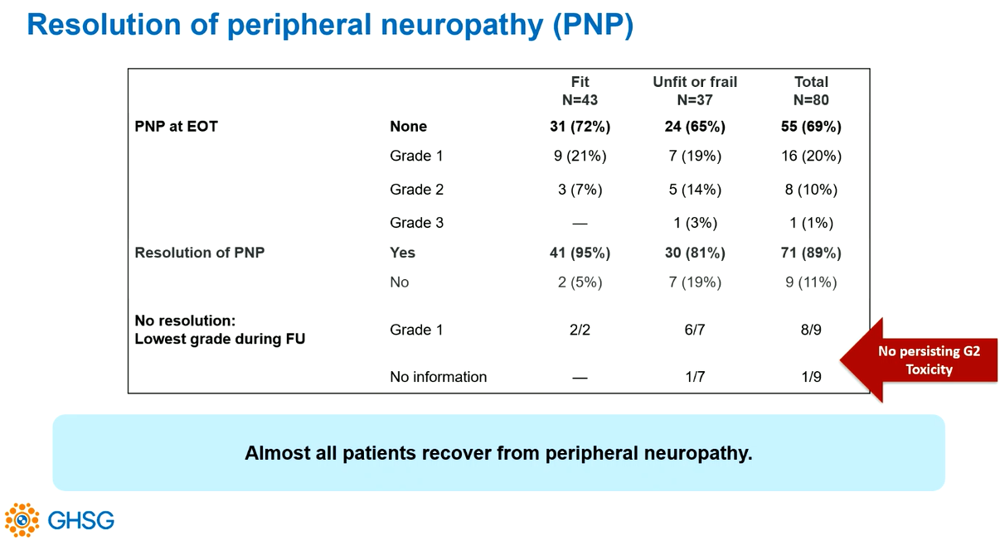 Resolution of peripheral neuropathy (PNP)
Fit Unfit or frail Total
N=43 N=37 N=80
PNP at EOT None 31 (72%) 24 (65%) 55 (69%)
Grade 1 9 (21%) 7 (19%) 16 (20%)
Grade 2 3 (7%) 5 (14%) 8 (10%)
Grade 3 — 1 (3%) 1 (1%)
Resolution of PNP Yes 41 (95%) 30 (81%) 71 (89%)
No 2 (5%) 7 (19%) 9 (11%)
No resolution:
Lowest grade during FU Grade 1 2/2 6/7 8/9
No information — 1/7 1/9
No persisting G2
Toxicity
Almost all patients recover from peripheral neuropathy.
GHSG